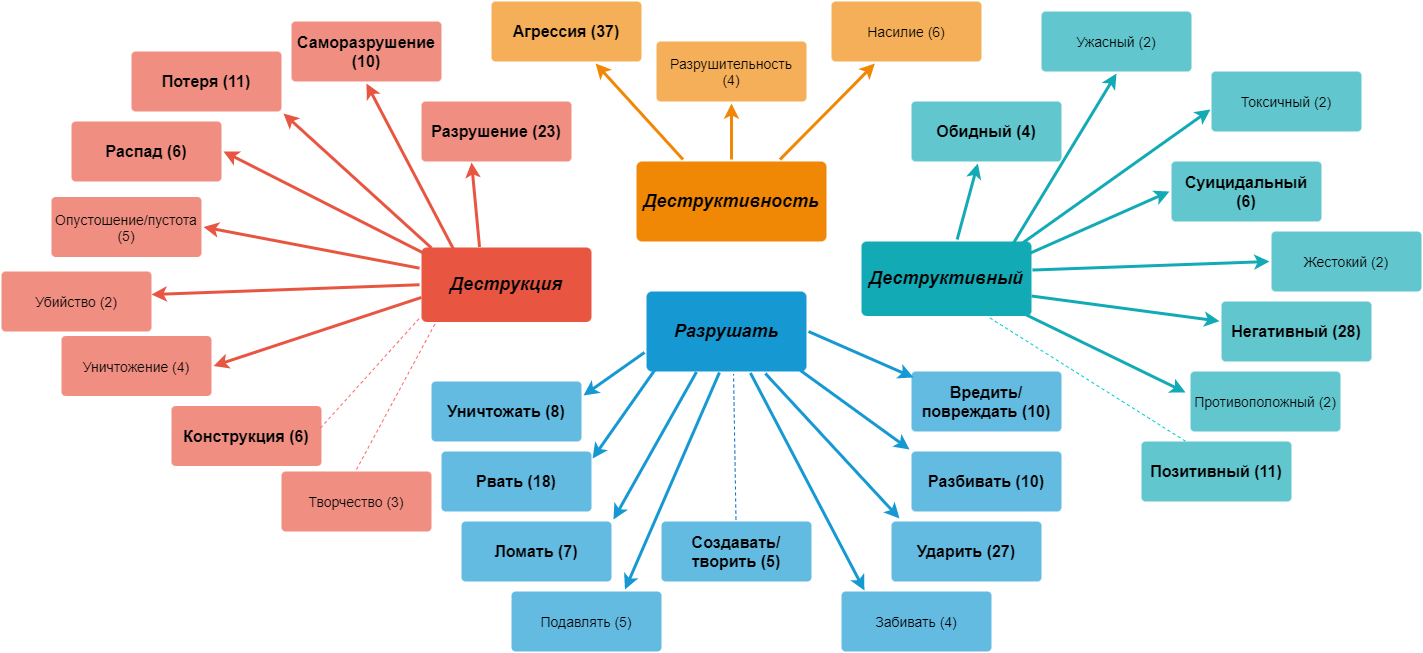 Саморазрушение
(10)
Потеря (11)
Распад (6)
Разрушение (23)
Опустошение/пустота
(5)
Убийство (2)
Уничтожение (4)
Деструкция
Конструкция (6)
Творчество (3)
Агрессия (37)
Разрушительность
(4)
Насилие (6)
Деструктивность
Ужасный (2)
Токсичный (2)
Обидный (4)
Суицидальный
(6)
Деструктивный
Жестокий (2)
Негативный (28)
Противоположный (2)
Позитивный (11)
Разрушать
Уничтожать (8)
Рвать (18)
Ломать (7)
Подавлять (5)
Создавать/
творить (5)
Вредить/
повреждать (10)
Разбивать (10)
Ударить (27)
Забивать (4)